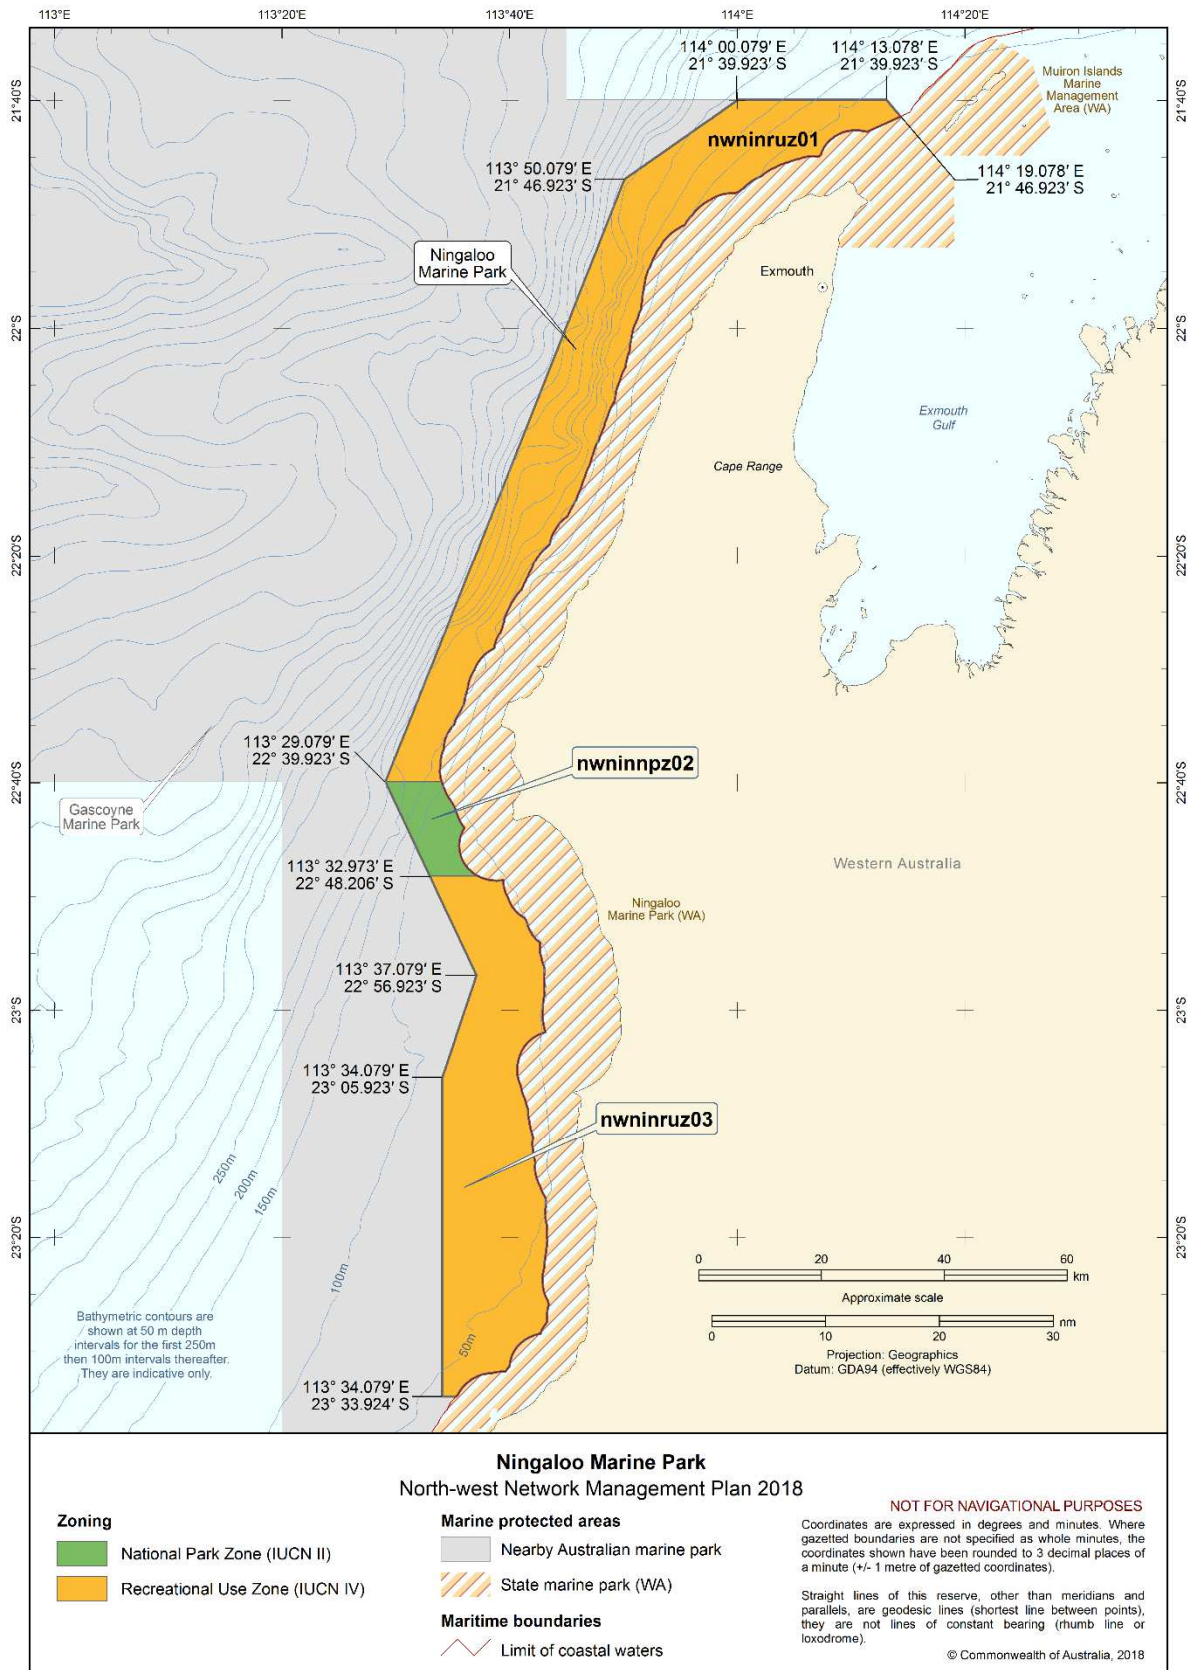 113°E
113°20'E
113°40'E
114°E
114°20'E
114° 00.079′ E
21° 39.923′ S
114° 13.078′ E
21° 39.923′ S
Muiron Islands
Marine
Management
Area (WA)
21°40'S
21°40'S
nwninruz01
113° 50.079′ E
21° 46.923′ S
114° 19.078′ E
21° 46.923′ S
Ningaloo
Marine Park
Exmouth
22°S
22°S
Exmouth
Gulf
Cape Range
22°20'S
22°20'S
113° 29.079′ E
22° 39.923′ S
nwninnpz02
22°40'S
22°40'S
Gascoyne
Marine Park
113° 32.973′ E
22° 48.206′ S
Western Australia
Ningaloo
Marine Park (WA)
113° 37.079′ E
22° 56.923′ S
23°S
23°S
113° 34.079′ E
23° 05.923′ S
nwninruz03
250m
200m
150m
100m
50m
23°20'S
23°20'S
0 20 40 60
km
Approximate scale
nm
0 10 20 30
Projection: Geographics
Datum: GDA94 (effectively WGS84)
Bathymetric contours are
shown at 50 m depth
intervals for the first 250m
then 100m intervals thereafter.
They are indicative only.
113° 34.079′ E
23° 33.924′ S
Ningaloo Marine Park
North-west Network Management Plan 2018
Zoning
National Park Zone (IUCN II)
Recreational Use Zone (IUCN IV)
Marine protected areas
Nearby Australian marine park
State marine park (WA)
Maritime boundaries
Limit of coastal waters
NOT FOR NAVIGATIONAL PURPOSES
Coordinates are expressed in degrees and minutes. Where
gazetted boundaries are not specified as whole minutes, the
coordinates shown have been rounded to 3 decimal places of
a minute (+/- 1 metre of gazetted coordinates).
Straight lines of this reserve, other than meridians and
parallels, are geodesic lines (shortest line between points),
they are not lines of constant bearing (rhumb line or
loxodrome).
© Commonwealth of Australia, 2018